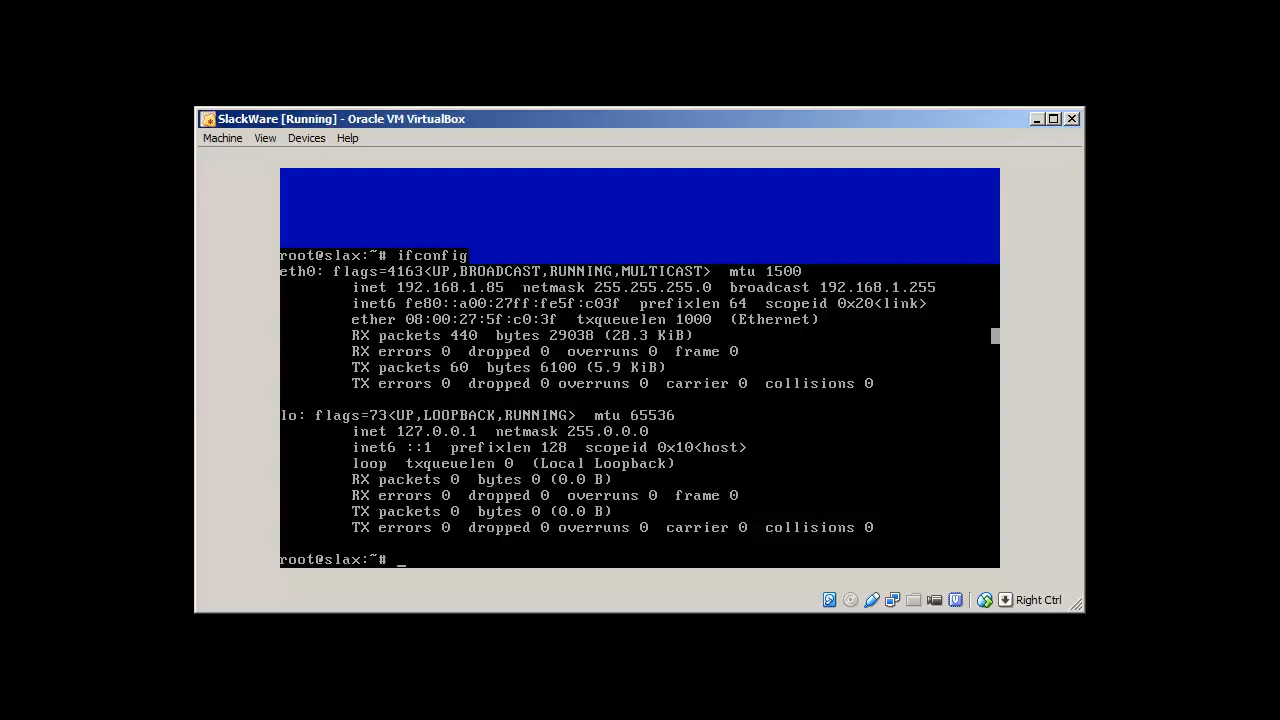 SlackWare [Running] - Oracle VM VirtualBox
Machine View Devices Help
root@slax:~# ifconfig
eth0: flags=4163<UP,BROADCAST,RUNNING,MULTICAST>  mtu 1500
        inet 192.168.1.85  netmask 255.255.255.0  broadcast 192.168.1.255
        inet6 fe80::a00:27ff:fe5f:c03f  prefixlen 64  scopeid 0x20<link>
        ether 08:00:27:5f:c0:3f  txqueuelen 1000  (Ethernet)
        RX packets 440  bytes 29038 (28.3 KiB)
        RX errors 0  dropped 0  overruns 0  frame 0
        TX packets 60  bytes 6100 (5.9 KiB)
        TX errors 0  dropped 0 overruns 0  carrier 0  collisions 0
lo: flags=73<UP,LOOPBACK,RUNNING>  mtu 65536
        inet 127.0.0.1  netmask 255.0.0.0
        inet6 ::1  prefixlen 128  scopeid 0x10<host>
        loop  txqueuelen 0  (Local Loopback)
        RX packets 0  bytes 0 (0.0 B)
        RX errors 0  dropped 0  overruns 0  frame 0
        TX packets 0  bytes 0 (0.0 B)
        TX errors 0  dropped 0 overruns 0  carrier 0  collisions 0
root@slax:~# _
Right Ctrl